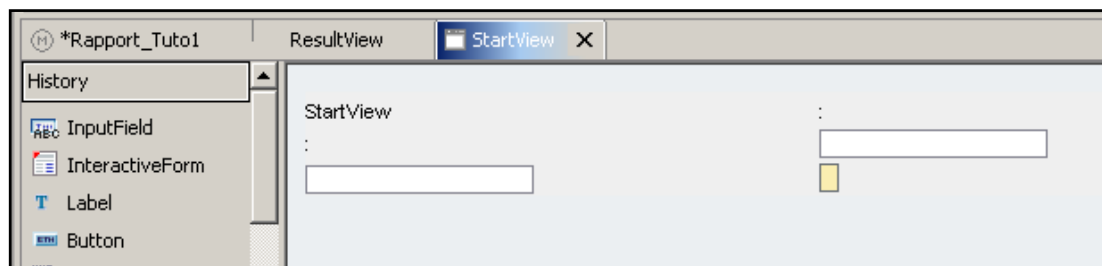 *Rapport_Tuto1 ResultView StartView
History
InputField
InteractiveForm
Label
Button
StartView :
: